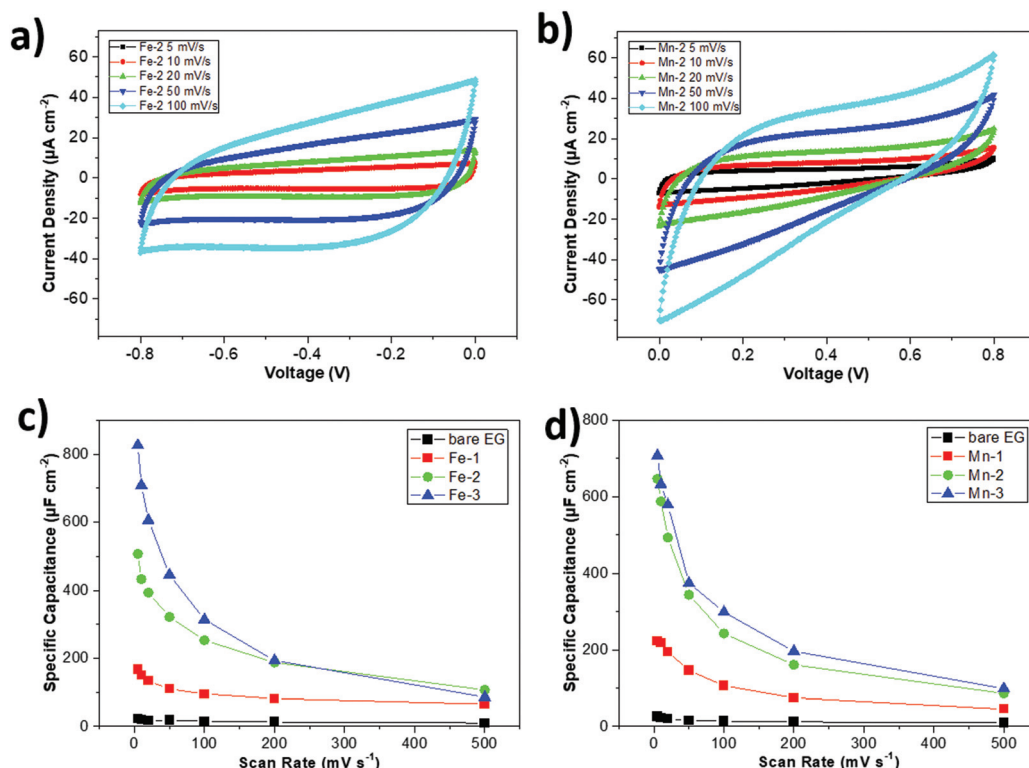 a)
Fe-2 5 mV/s
Fe-2 10 mV/s
Fe-2 20 mV/s
Fe-2 50 mV/s
Fe-2 100 mV/s
Current Density (µA cm⁻²)
60
40
20
0
-20
-40
-60
-0.8
-0.6
-0.4
-0.2
0.0
Voltage (V)
b)
Mn-2 5 mV/s
Mn-2 10 mV/s
Mn-2 20 mV/s
Mn-2 50 mV/s
Mn-2 100 mV/s
Current Density (µA cm⁻²)
60
40
20
0
-20
-40
-60
0.0
0.2
0.4
0.6
0.8
Voltage (V)
c)
bare EG
Fe-1
Fe-2
Fe-3
Specific Capacitance (µF cm⁻²)
800
600
400
200
0
0
100
200
300
400
500
Scan Rate (mV s⁻¹)
d)
bare EG
Mn-1
Mn-2
Mn-3
Specific Capacitance (µF cm⁻²)
800
600
400
200
0
0
100
200
300
400
500
Scan Rate (mV s⁻¹)